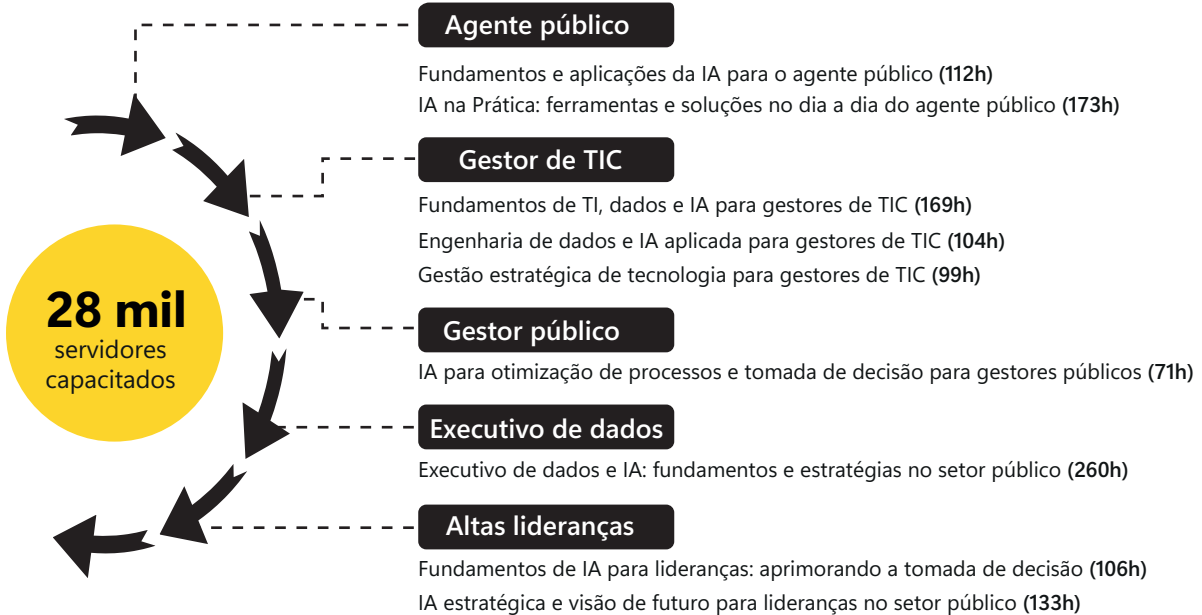 Agente público
Fundamentos e aplicações da IA para o agente público (112h)
IA na Prática: ferramentas e soluções no dia a dia do agente público (173h)
Gestor de TIC
Fundamentos de TI, dados e IA para gestores de TIC (169h)
Engenharia de dados e IA aplicada para gestores de TIC (104h)
Gestão estratégica de tecnologia para gestores de TIC (99h)
28 mil
servidores
capacitados
Gestor público
IA para otimização de processos e tomada de decisão para gestores públicos (71h)
Executivo de dados
Executivo de dados e IA: fundamentos e estratégias no setor público (260h)
Altas lideranças
Fundamentos de IA para lideranças: aprimorando a tomada de decisão (106h)
IA estratégica e visão de futuro para lideranças no setor público (133h)